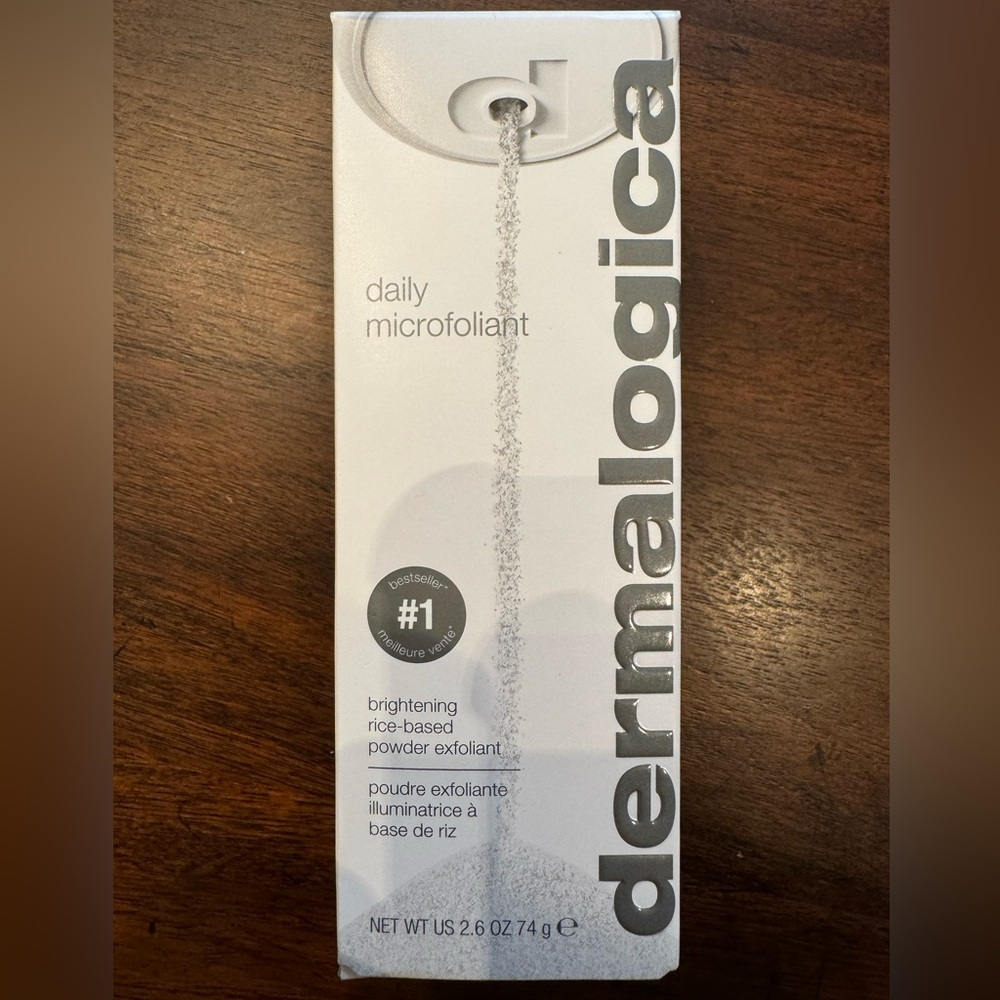 d
daily
microfoliant
bestseller*
#1
meilleure vente*
brightening
rice-based
powder exfoliant
poudre exfoliante
illuminatrice à
base de riz
NET WT US 2.6 OZ 74 g ℮
dermalogica